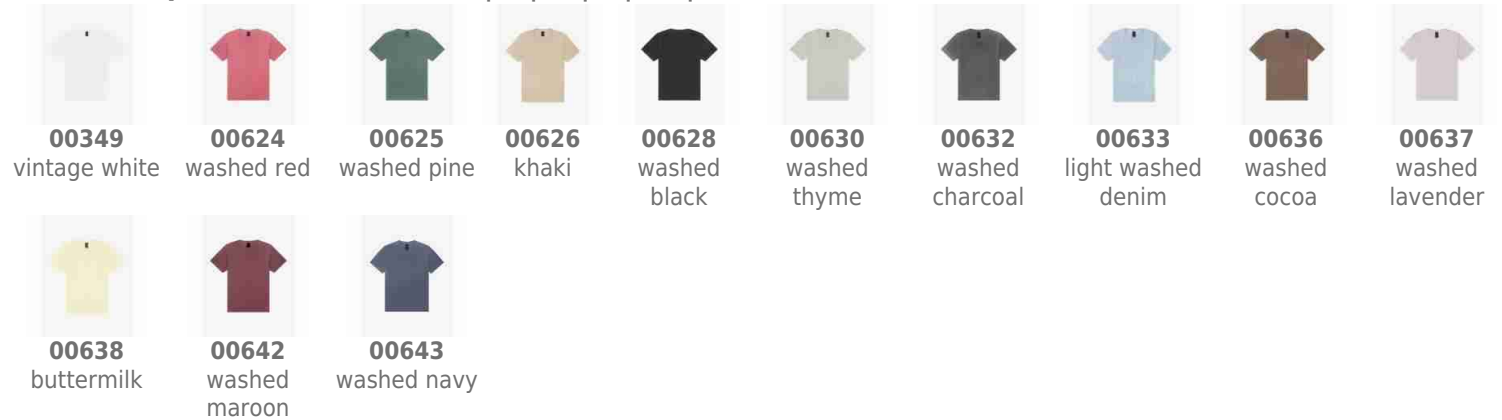 00349 00624 00625 00626 00628 00630 00632 00633 00636 00637
vintage white washed red washed pine khaki washed washed washed light washed washed washed
black thyme charcoal denim cocoa lavender
00638 00642 00643
buttermilk washed washed navy
maroon